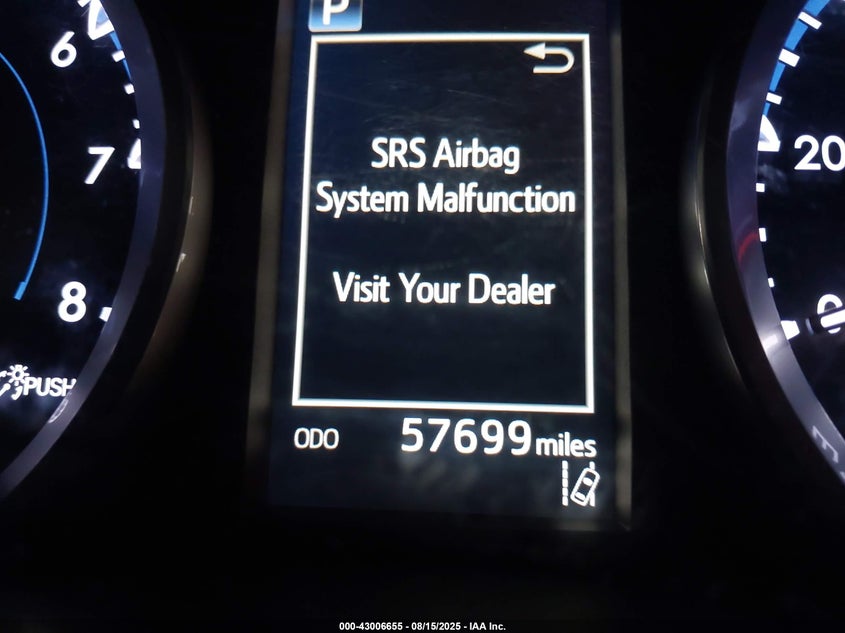 P
6
7
8
PUSH
SRS Airbag
System Malfunction
Visit Your Dealer
ODO 57699 miles
20
0
000-43006655 - 08/15/2025 - IAA Inc.